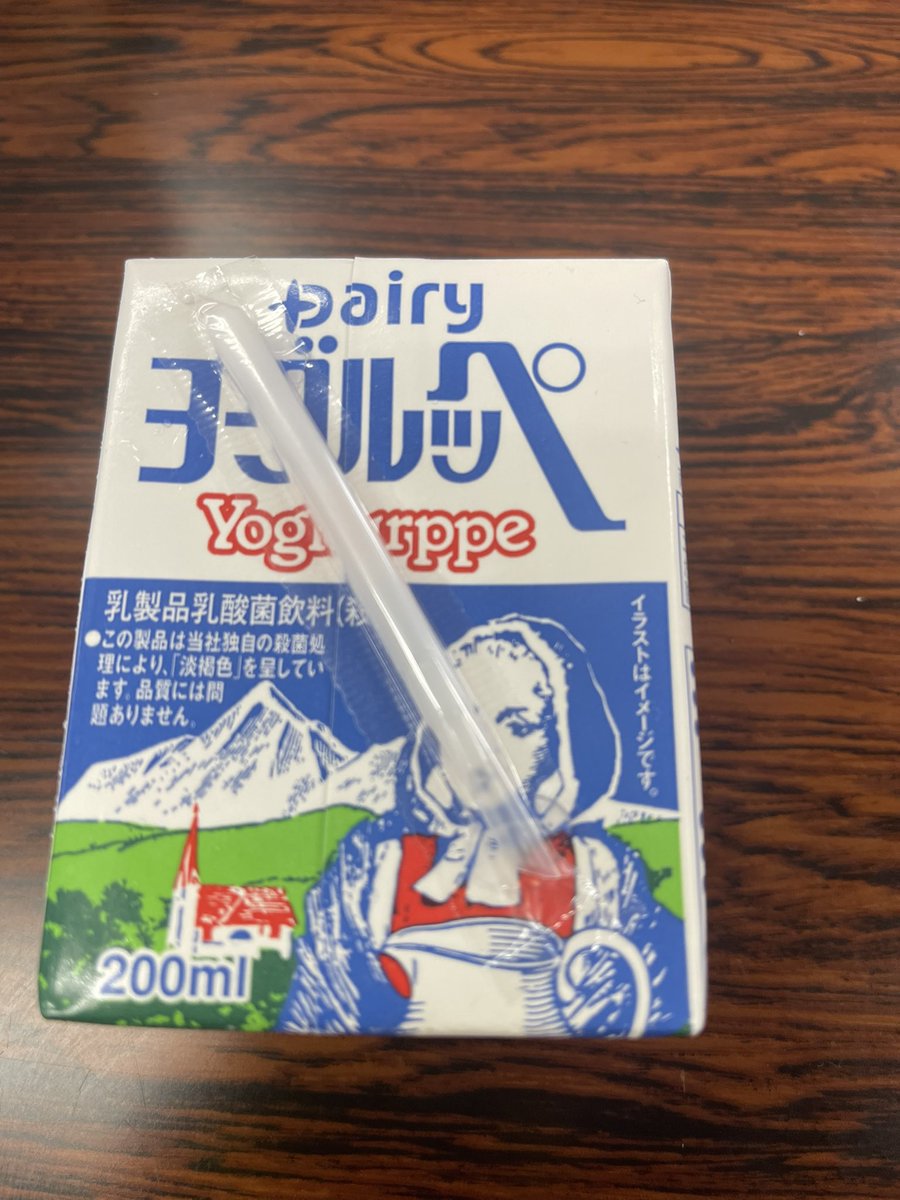 Dairy
ヨーグルッペ
Yoghurppe
乳製品乳酸菌飲料(殺
●この製品は当社独自の殺菌処
理により、「淡褐色」を呈してい
ます。品質には問
題ありません。
イラストはイメージです。
200ml